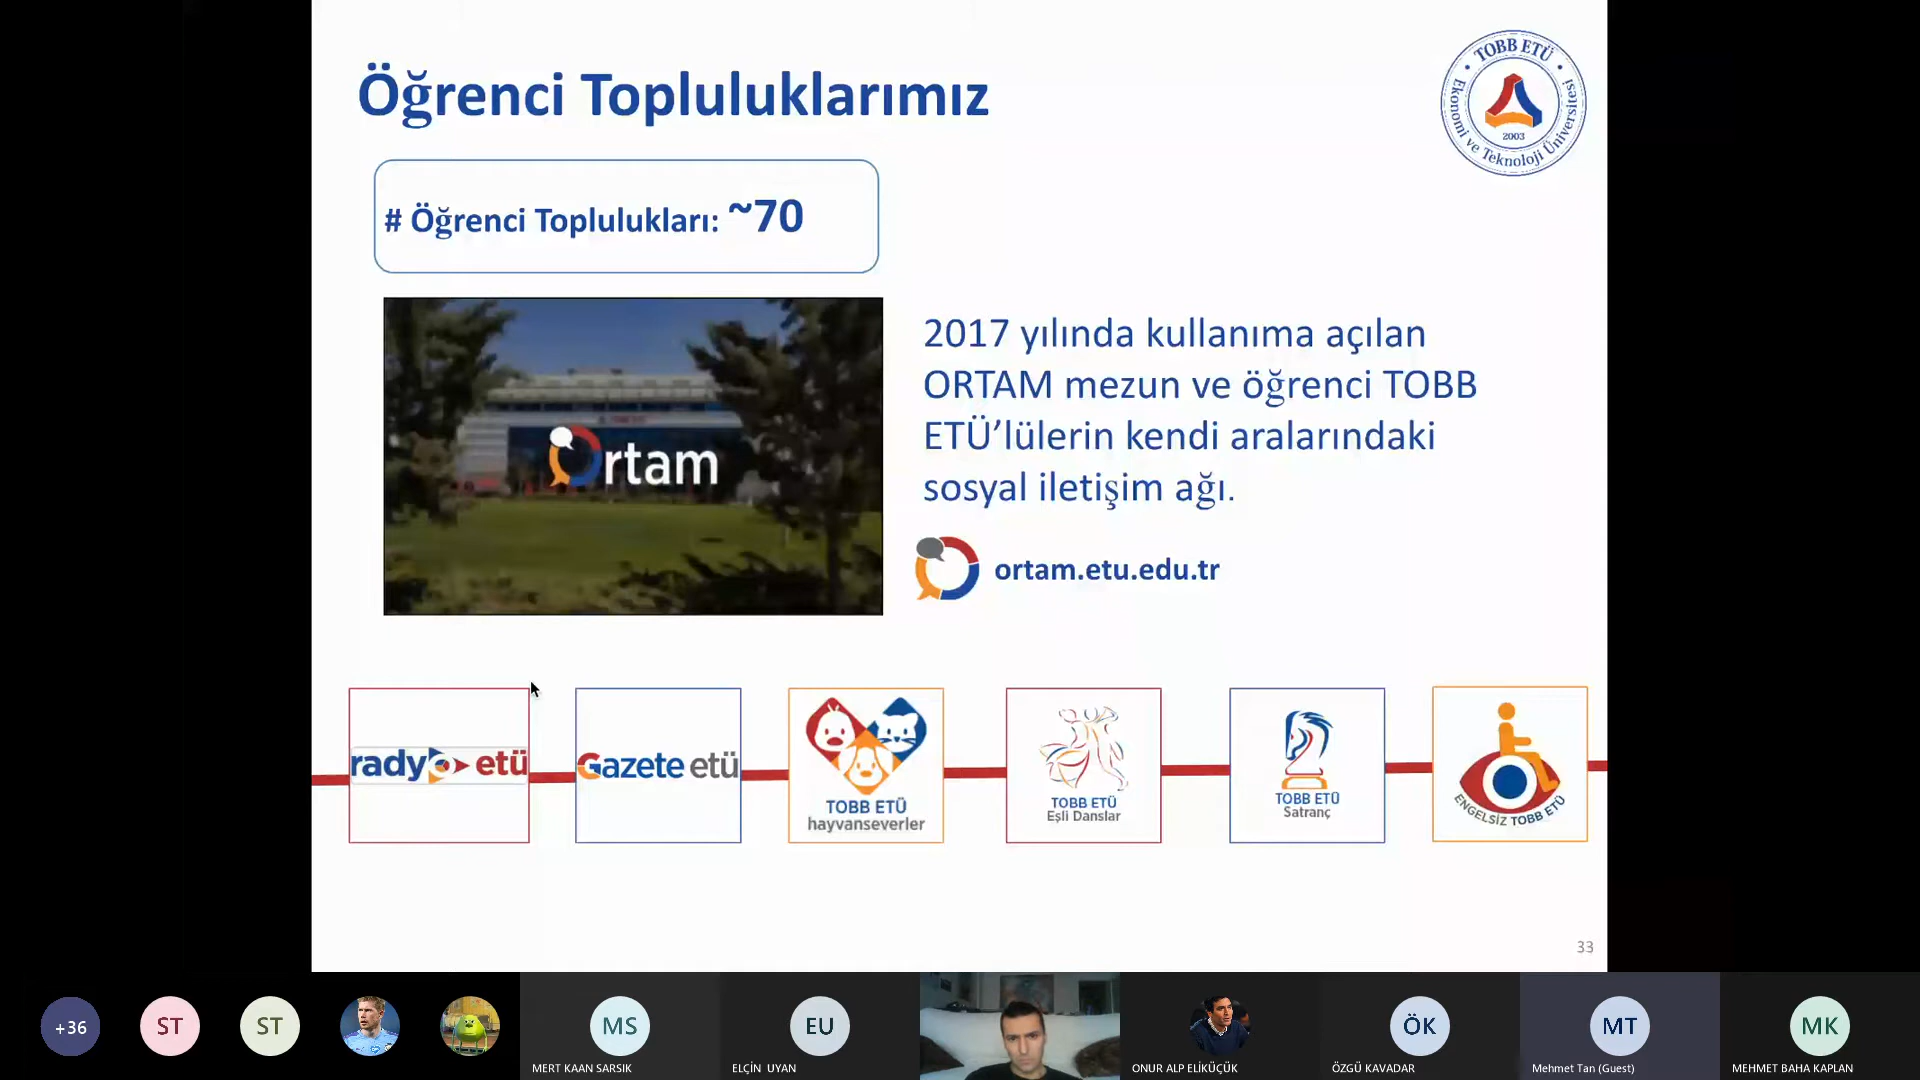 Öğrenci Topluluklarımız
TOBB ETÜ
Ekonomi ve Teknoloji Üniversitesi
2003
# Öğrenci Toplulukları: ~70
Ortam
2017 yılında kullanıma açılan
ORTAM mezun ve öğrenci TOBB
ETÜ’lülerin kendi aralarındaki
sosyal iletişim ağı.
ortam.etu.edu.tr
radyo etü
Gazete etü
TOBB ETÜ
hayvanseverler
TOBB ETÜ
Eşli Danslar
TOBB ETÜ
Satranç
ENGELSİZ TOBB ETÜ
33
+36
ST
ST
MS
MERT KAAN SARSIK
EU
ELÇİN UYAN
ONUR ALP ELİKÜÇÜK
ÖK
ÖZGÜ KAVADAR
MT
Mehmet Tan (Guest)
MK
MEHMET BAHA KAPLAN